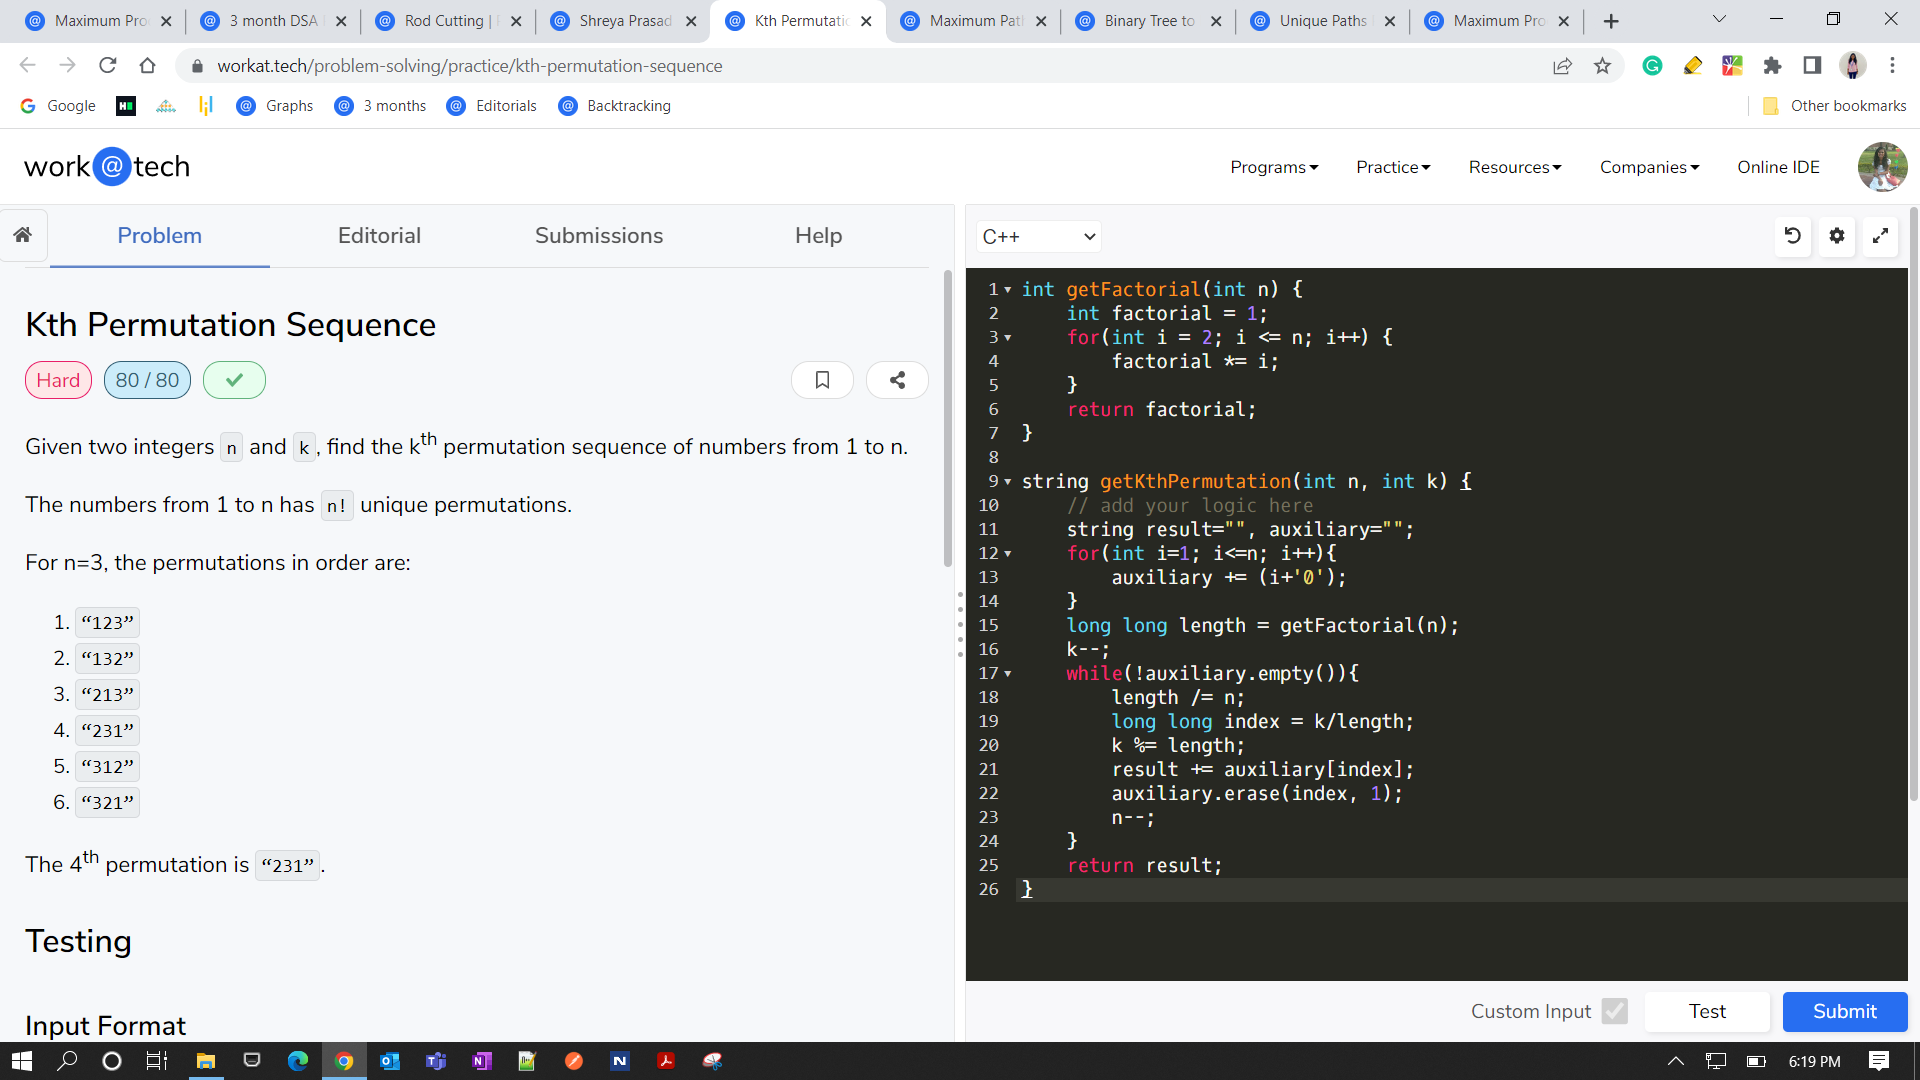 Maximum Pro
3 month DSA
Rod Cutting |
Shreya Prasad
Kth Permutatio
Maximum Pat
Binary Tree to
Unique Paths
Maximum Pro
workat.tech/problem-solving/practice/kth-permutation-sequence
Google
Graphs
3 months
Editorials
Backtracking
Other bookmarks
work@tech
Programs
Practice
Resources
Companies
Online IDE
Problem
Editorial
Submissions
Help
C++
Kth Permutation Sequence
Hard
80 / 80
Given two integers n and k, find the kth permutation sequence of numbers from 1 to n.
The numbers from 1 to n has n! unique permutations.
For n=3, the permutations in order are:
1. “123”
2. “132”
3. “213”
4. “231”
5. “312”
6. “321”
The 4th permutation is “231”.
Testing
Input Format
1 int getFactorial(int n) {
2 int factorial = 1;
3 for(int i = 2; i <= n; i++) {
4 factorial *= i;
5 }
6 return factorial;
7 }
8
9 string getKthPermutation(int n, int k) {
10 // add your logic here
11 string result="", auxiliary="";
12 for(int i=1; i<=n; i++){
13 auxiliary += (i+'0');
14 }
15 long long length = getFactorial(n);
16 k--;
17 while(!auxiliary.empty()){
18 length /= n;
19 long long index = k/length;
20 k %= length;
21 result += auxiliary[index];
22 auxiliary.erase(index, 1);
23 n--;
24 }
25 return result;
26 }
Custom Input
Test
Submit
6:19 PM